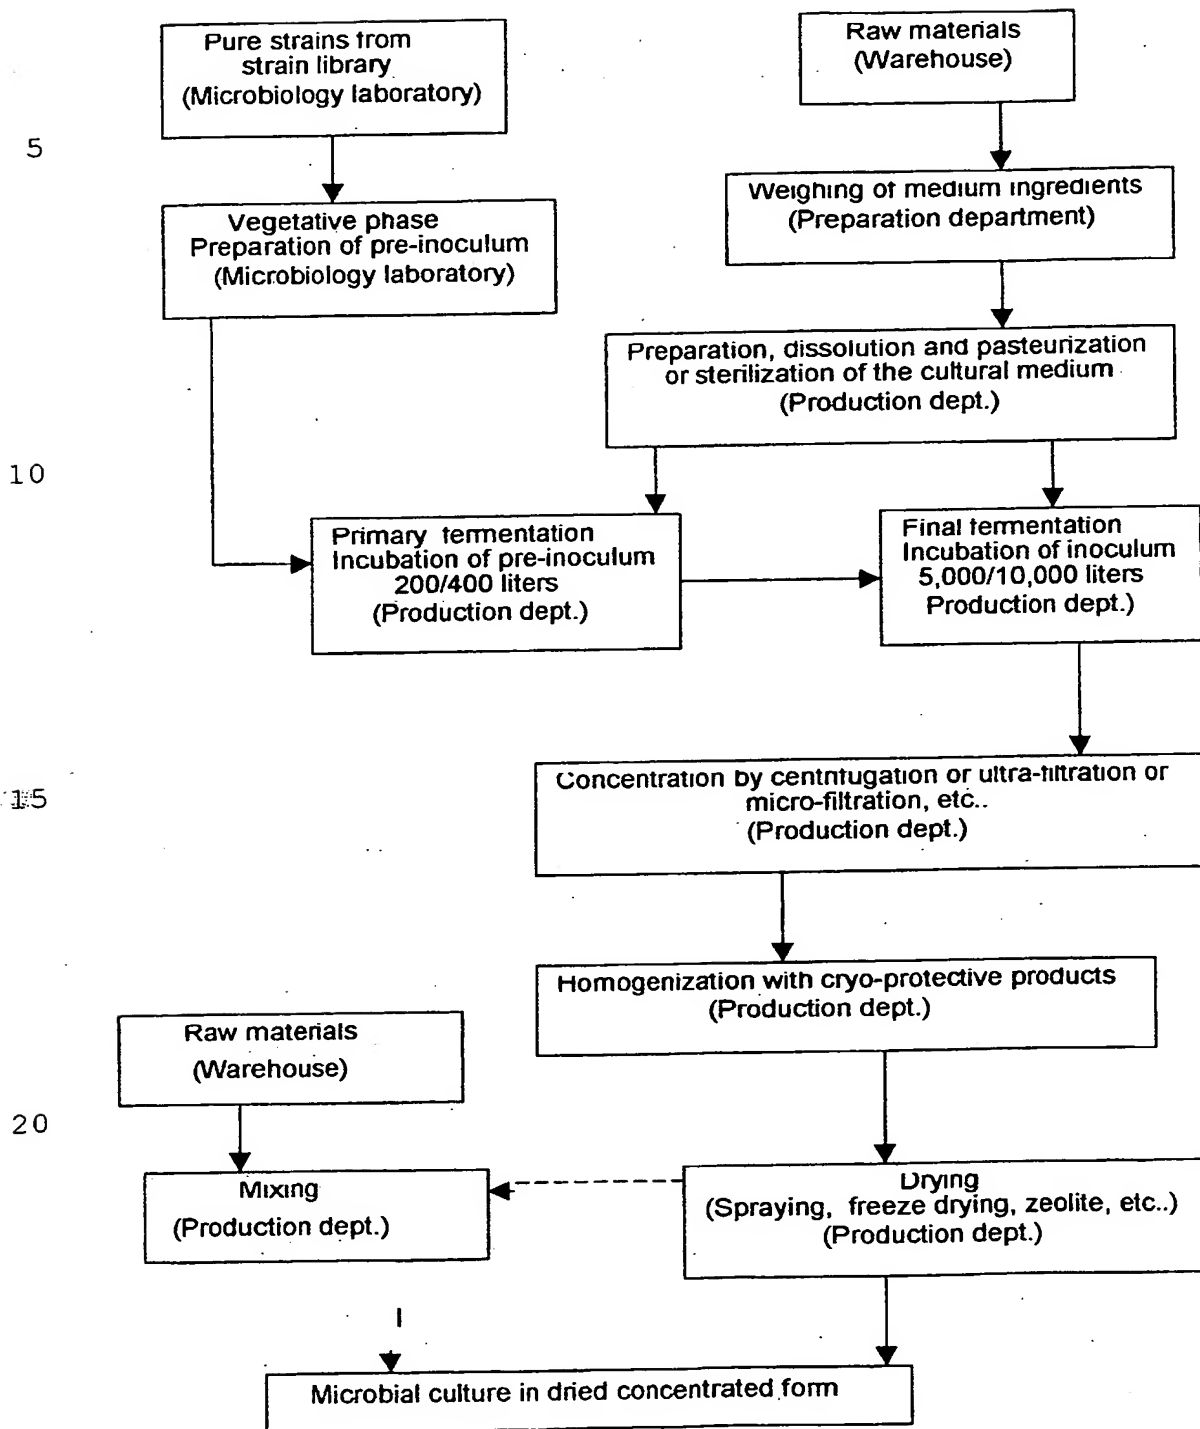 Pure strains from
strain library
(Microbiology laboratory)
Raw materials
(Warehouse)
5
Weighing of medium ingredients
(Preparation department)
Vegetative phase
Preparation of pre-inoculum
(Microbiology laboratory)
Preparation, dissolution and pasteurization
or sterilization of the cultural medium
(Production dept.)
10
Primary fermentation
Incubation of pre-inoculum
200/400 liters
(Production dept.)
Final fermentation
Incubation of inoculum
5,000/10,000 liters
Production dept.)
Concentration by centrifugation or ultra-filtration or
micro-filtration, etc..
(Production dept.)
15
Homogenization with cryo-protective products
(Production dept.)
Raw materials
(Warehouse)
20
Mixing
(Production dept.)
Drying
(Spraying, freeze drying, zeolite, etc..)
(Production dept.)
Microbial culture in dried concentrated form